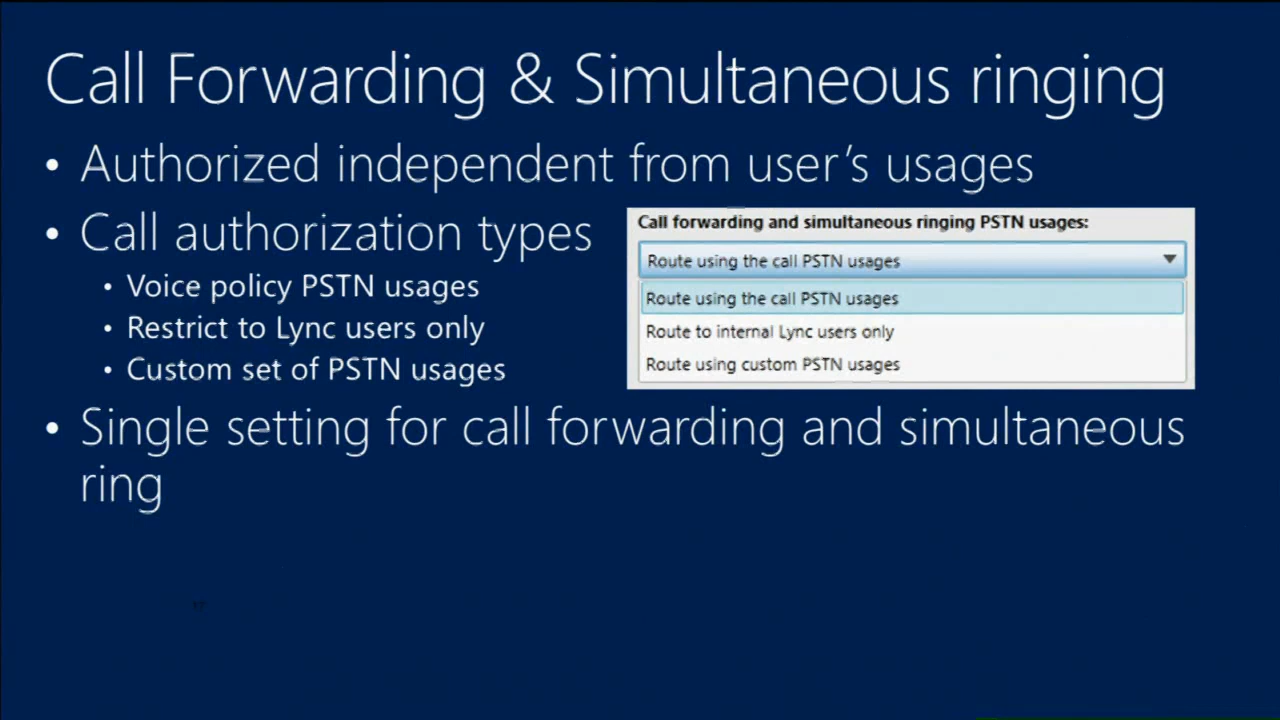 Call Forwarding & Simultaneous ringing
• Authorized independent from user's usages
• Call authorization types
• Voice policy PSTN usages
• Restrict to Lync users only
• Custom set of PSTN usages
Call forwarding and simultaneous ringing PSTN usages:
Route using the call PSTN usages
Route using the call PSTN usages
Route to internal Lync users only
Route using custom PSTN usages
• Single setting for call forwarding and simultaneous
ring